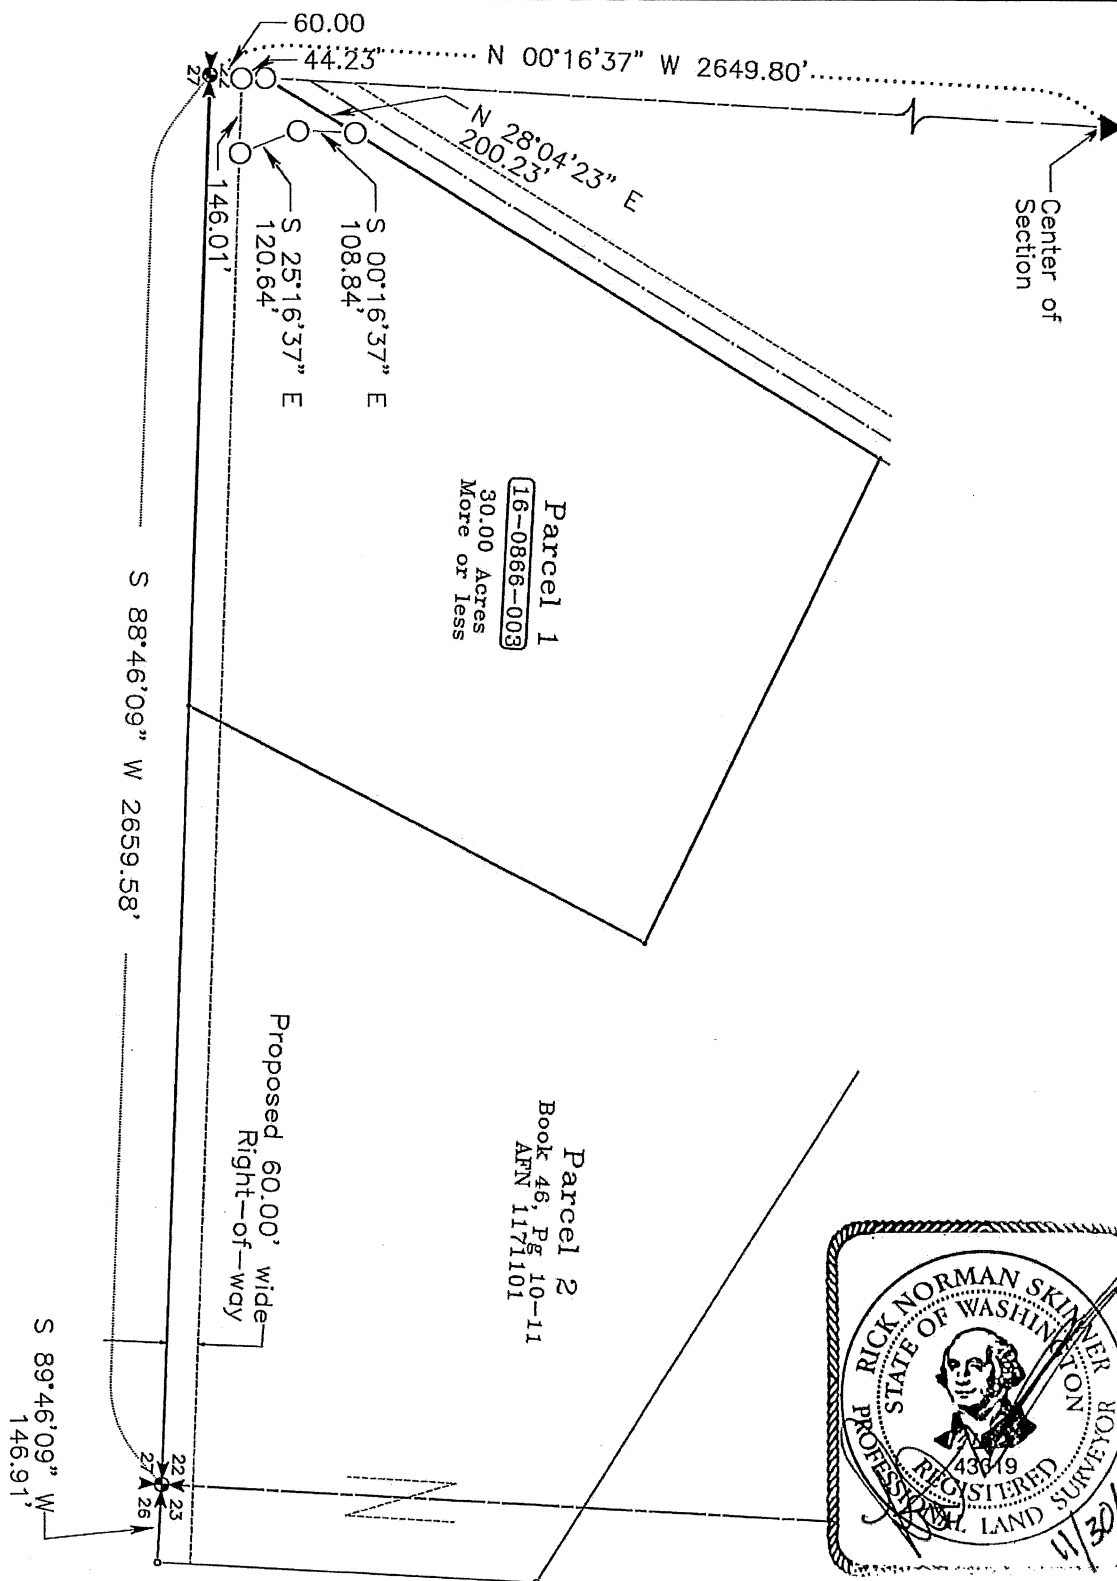 60.00
44.23'
N 00°16'37" W 2649.80'
Center of
Section
N 28°04'23" E
200.23'
S 00°16'37" E
108.84'
S 25°16'37" E
120.64'
146.01'
22
27
Parcel 1
16-0866-003
30.00 Acres
More or less
S 88°46'09" W 2659.58'
Parcel 2
Book 46, Pg 10-11
AFN 1171101
Proposed 60.00' wide
Right-of-way
22 23
27 26
S 89°46'09" W
146.91'
RICK NORMAN SKINNER
STATE OF WASHINGTON
43619
REGISTERED
PROFESSIONAL LAND SURVEYOR
11/30/